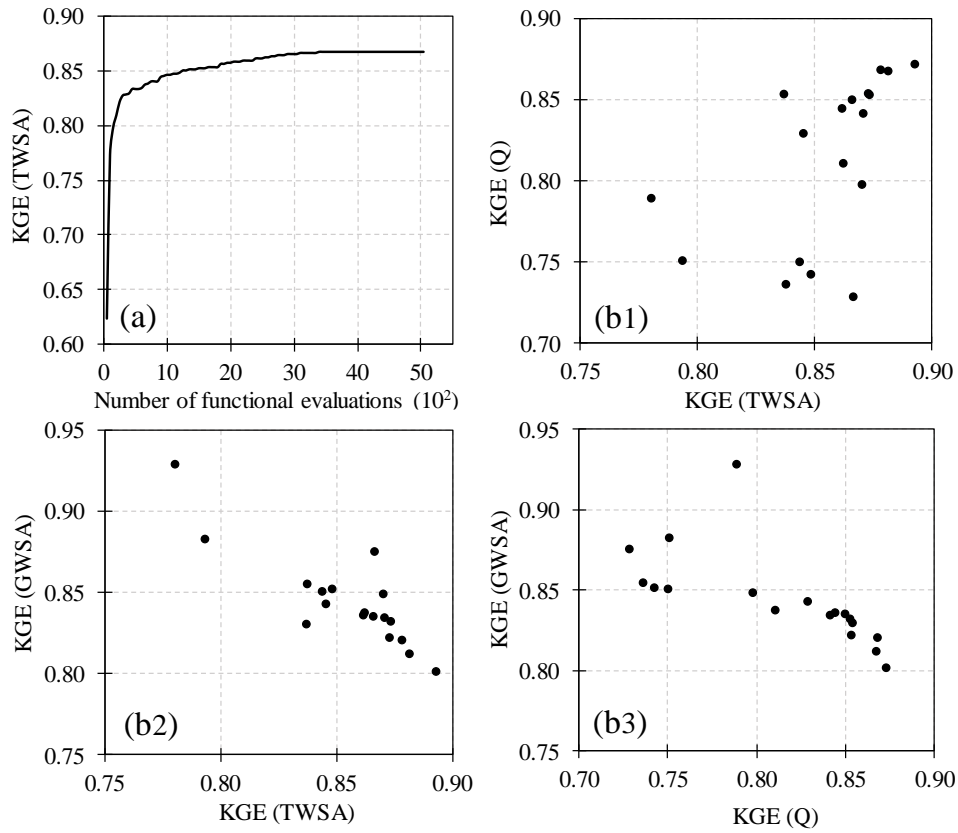 0.90
0.85
0.80
0.75
0.70
0.65
0.60
KGE (TWSA)
(a)
0 10 20 30 40 50
Number of functional evaluations (10²)
0.90
0.85
0.80
0.75
0.70
KGE (Q)
(b1)
0.75 0.80 0.85 0.90
KGE (TWSA)
0.95
0.90
0.85
0.80
0.75
KGE (GWSA)
(b2)
0.75 0.80 0.85 0.90
KGE (TWSA)
0.95
0.90
0.85
0.80
0.75
KGE (GWSA)
(b3)
0.70 0.75 0.80 0.85 0.90
KGE (Q)